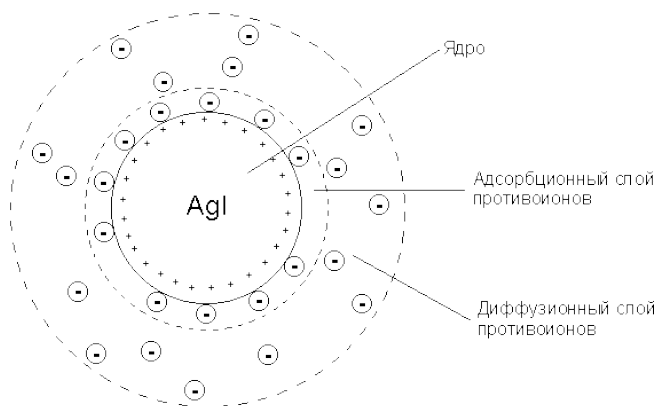 Ядро
Адсорбционный слой
противоионов
AgI
Диффузионный слой
противоионов